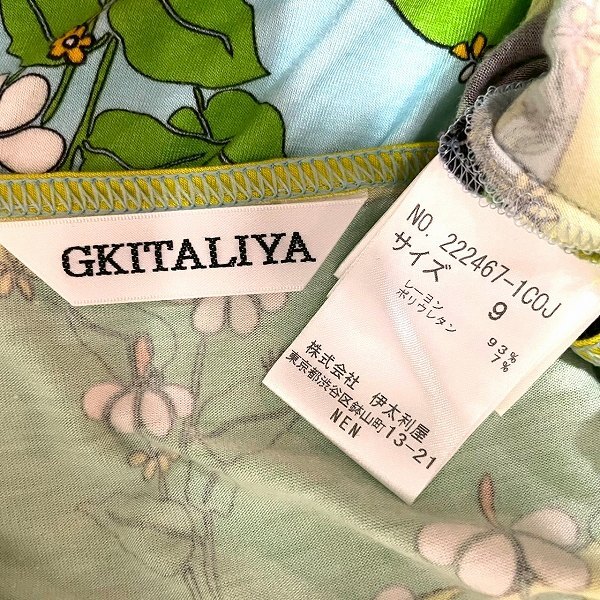 GKITALIYA
NO. 222467-1COJ
サイズ 9
レーヨン 93%
ポリウレタン 7%
株式会社 伊太利屋
東京都渋谷区鉢山町13-21
NEN